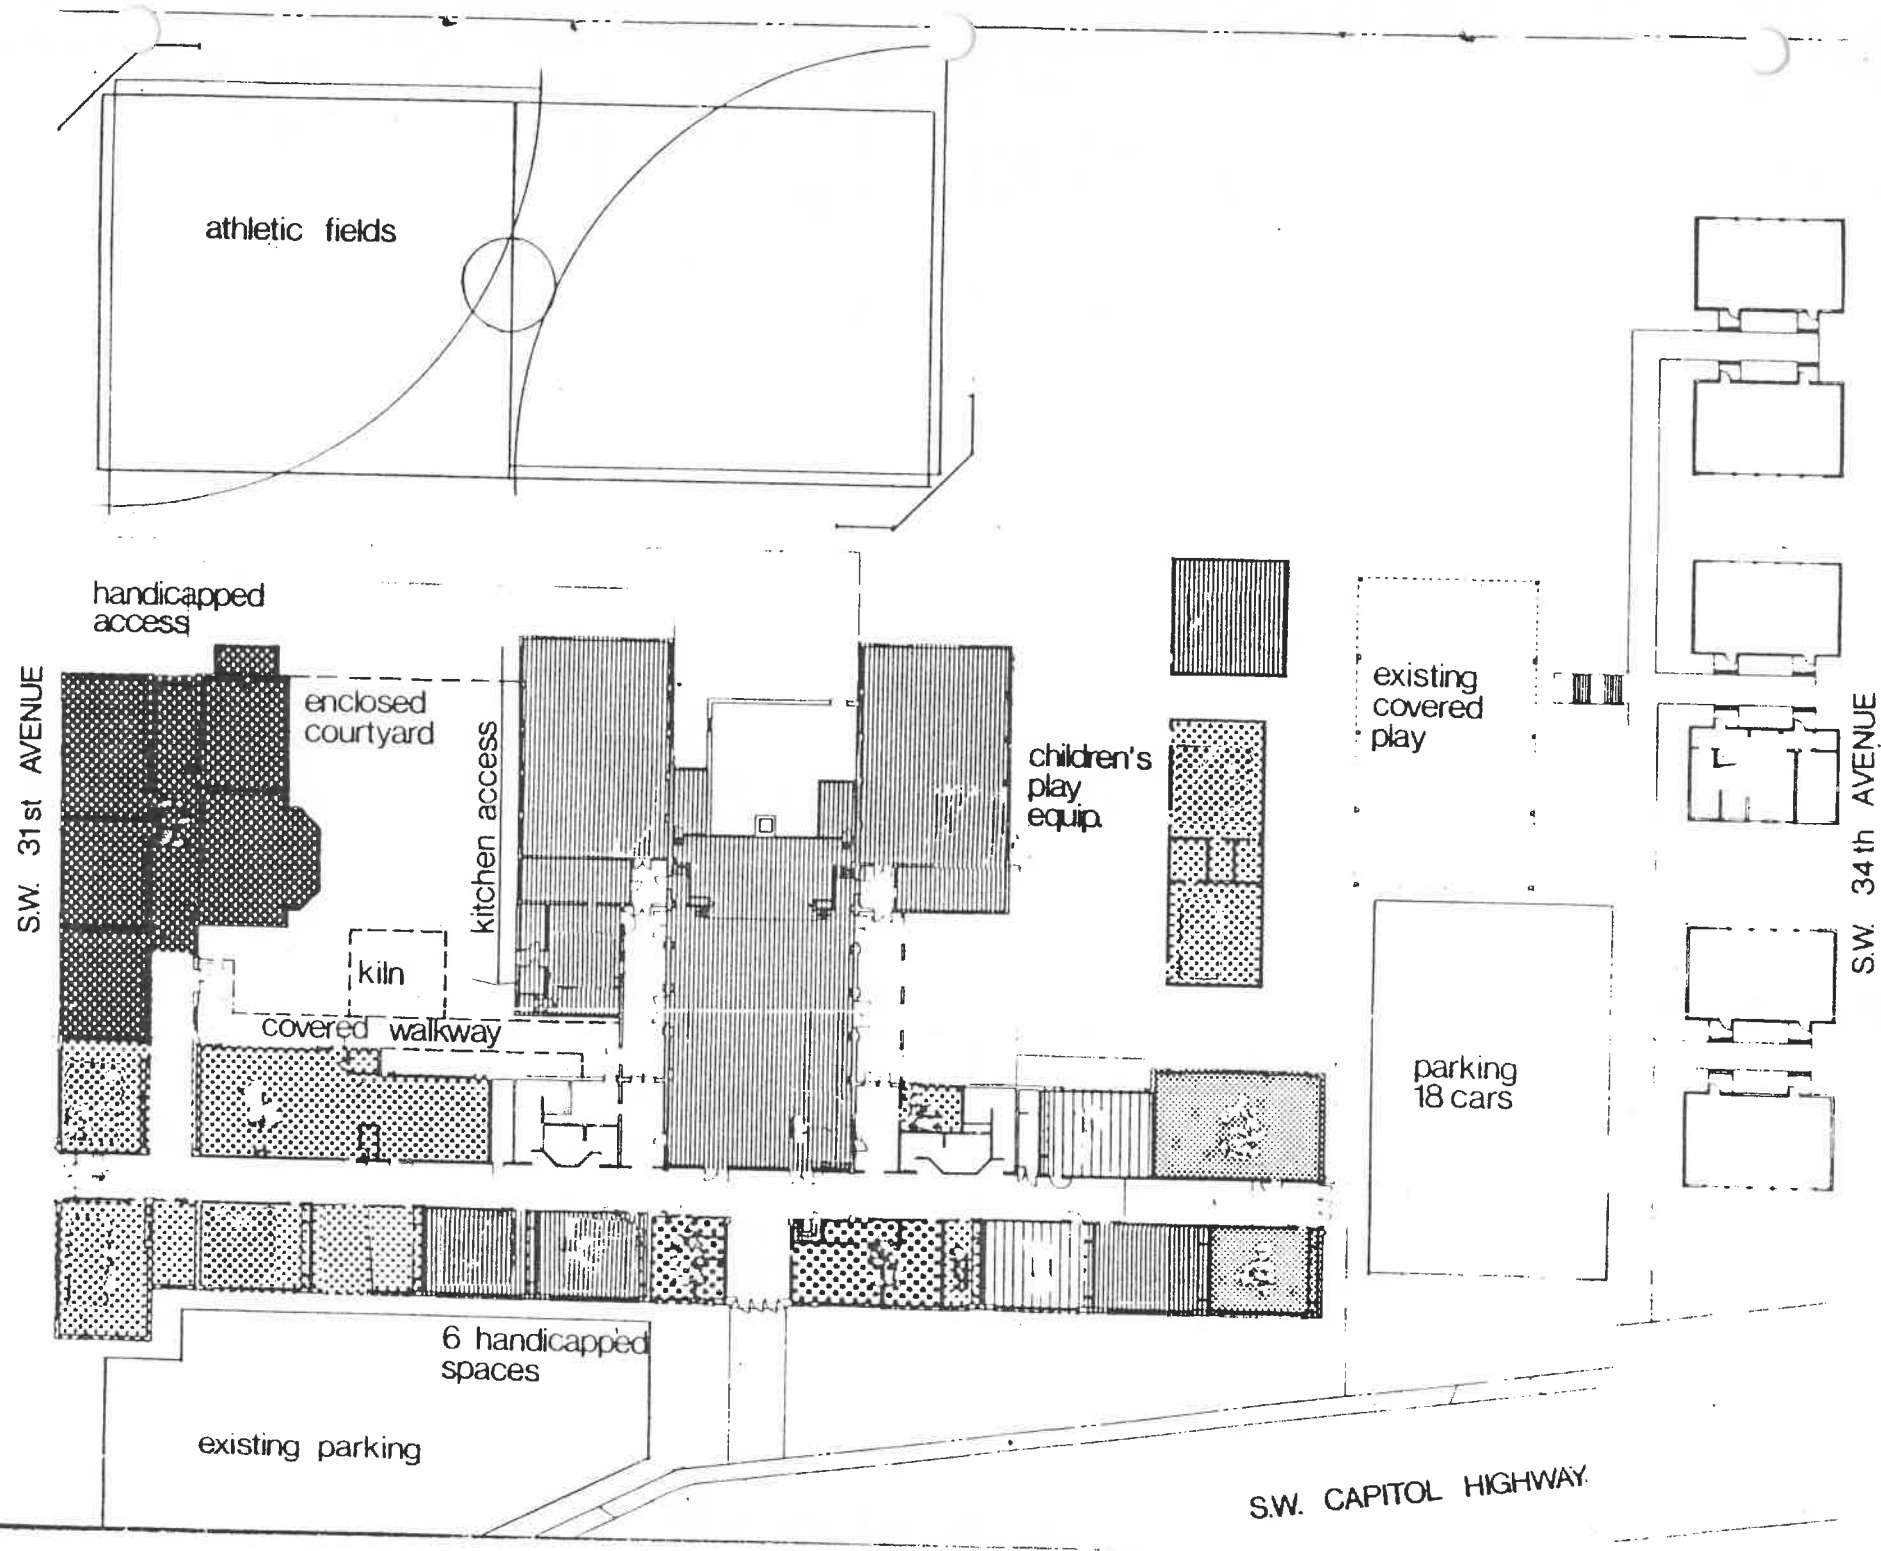 athletic fields
handicapped
access
enclosed
courtyard
kitchen access
S.W. 31st AVENUE
children's
play
equip.
existing
covered
play
S.W. 34th AVENUE
kiln
covered walkway
parking
18 cars
6 handicapped
spaces
existing parking
S.W. CAPITOL HIGHWAY